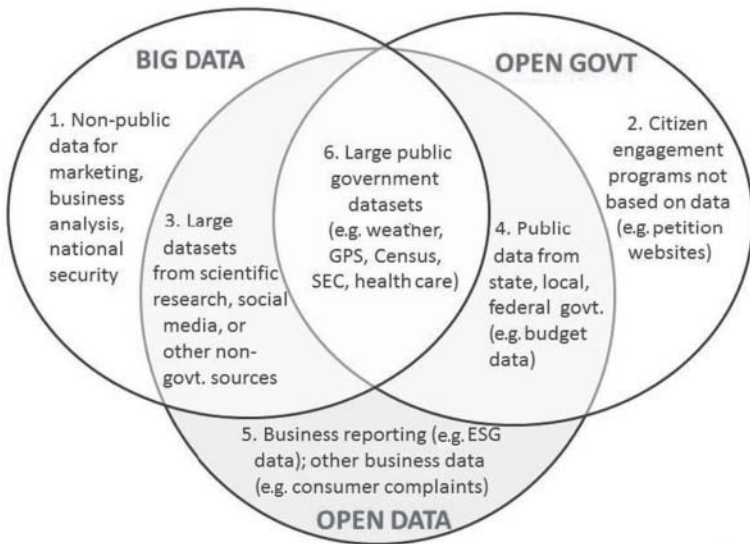 BIG DATA
OPEN GOVT
1. Non-public
data for
marketing,
business
analysis,
national
security
2. Citizen
engagement
programs not
based on data
(e.g. petition
websites)
6. Large public
government
datasets
(e.g. weather,
GPS, Census,
SEC, health care)
3. Large
datasets
from scientific
research, social
media, or
other non-
govt. sources
4. Public
data from
state, local,
federal govt.
(e.g. budget
data)
5. Business reporting (e.g. ESG
data); other business data
(e.g. consumer complaints)
OPEN DATA